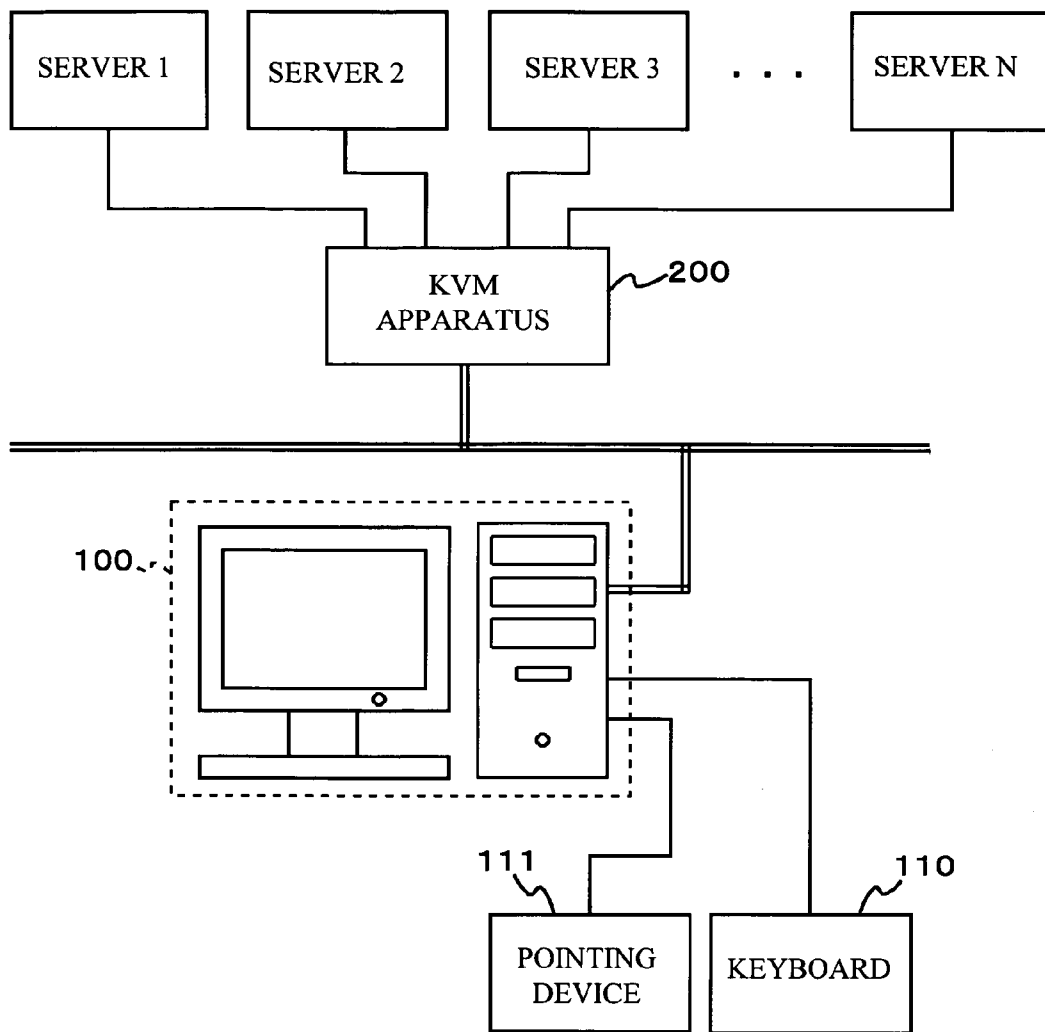 SERVER 1
SERVER 2
SERVER 3
. . .
SERVER N
KVM
APPARATUS
200
100
111
110
POINTING
DEVICE
KEYBOARD